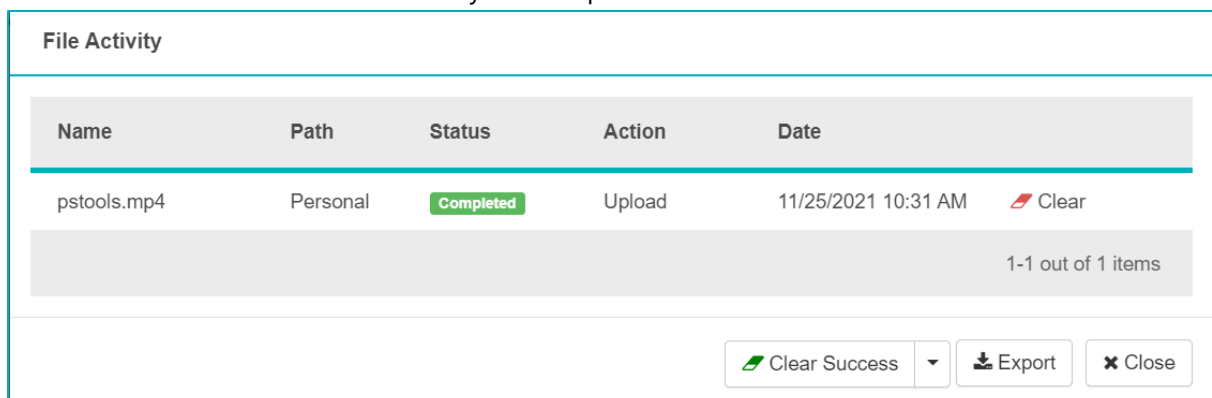 File Activity
Name Path Status Action Date
pstools.mp4 Personal Completed Upload 11/25/2021 10:31 AM Clear
1-1 out of 1 items
Clear Success Export Close